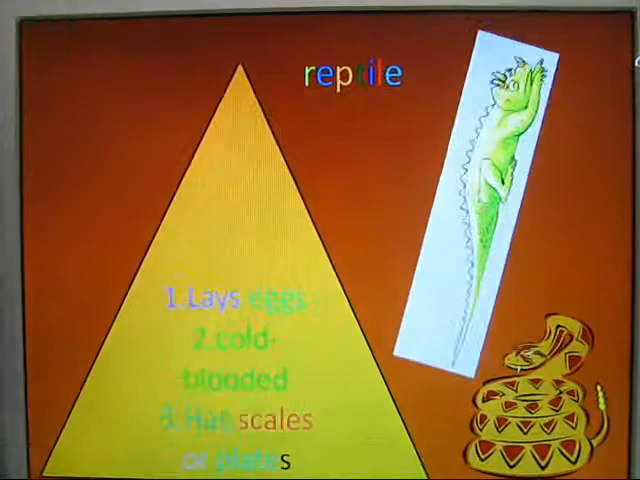 reptile
1.Lays eggs
2.cold-
blooded
3.Has scales
or plates